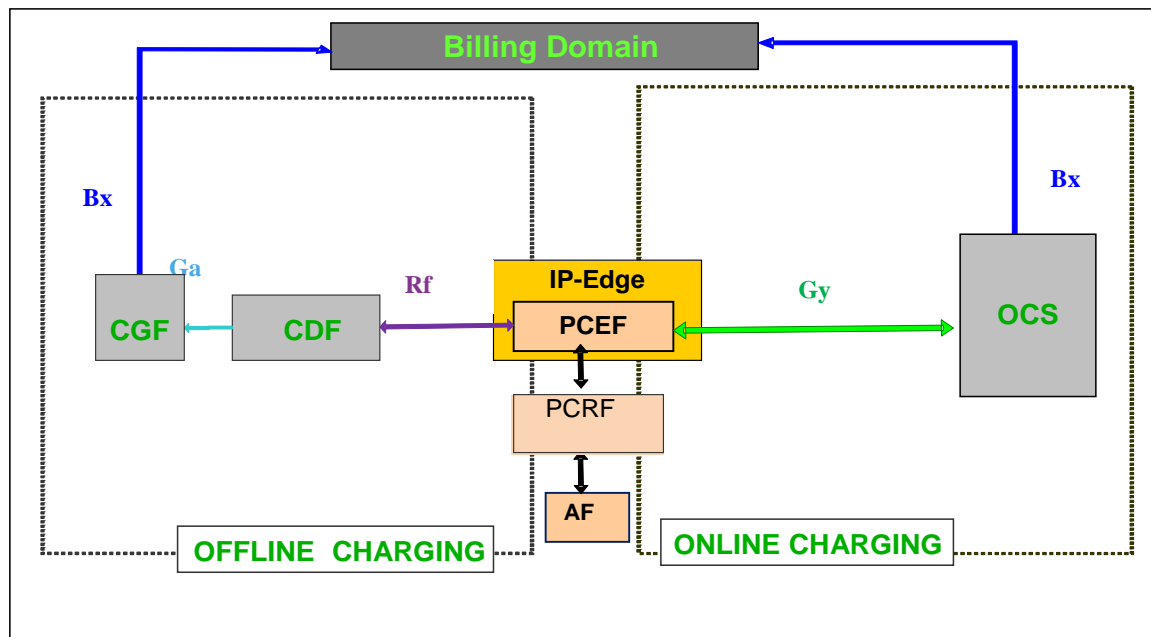 Billing Domain
Bx
Bx
Ga
Rf
IP-Edge
Gy
CGF
CDF
PCEF
OCS
PCRF
AF
OFFLINE CHARGING
ONLINE CHARGING